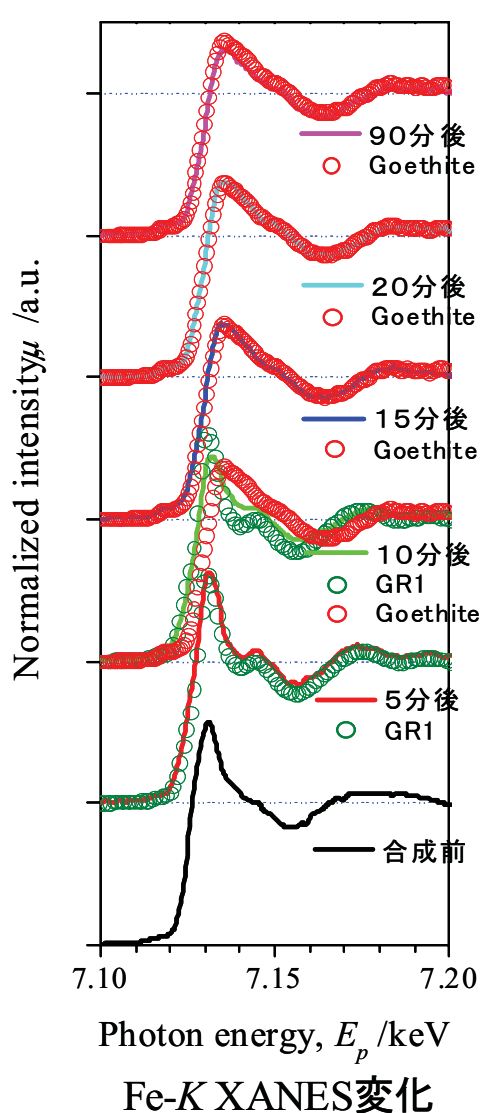 Normalized intensity μ /a.u.
90分後
Goethite
20分後
Goethite
15分後
Goethite
10分後
GR1
Goethite
5分後
GR1
合成前
7.10 7.15 7.20
Photon energy, Ep /keV
Fe-K XANES変化